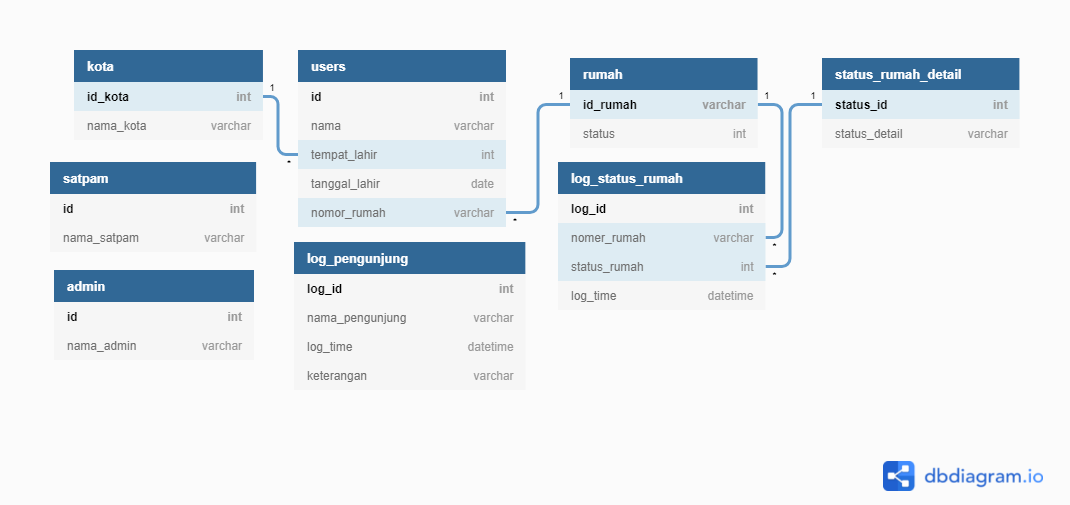 kota
id_kota int
nama_kota varchar
users
id int
nama varchar
tempat_lahir int
tanggal_lahir date
nomor_rumah varchar
rumah
id_rumah varchar
status int
status_rumah_detail
status_id int
status_detail varchar
satpam
id int
nama_satpam varchar
log_status_rumah
log_id int
nomer_rumah varchar
status_rumah int
log_time datetime
admin
id int
nama_admin varchar
log_pengunjung
log_id int
nama_pengunjung varchar
log_time datetime
keterangan varchar
1
*
1
*
1
*
1
*
dbdiagram.io